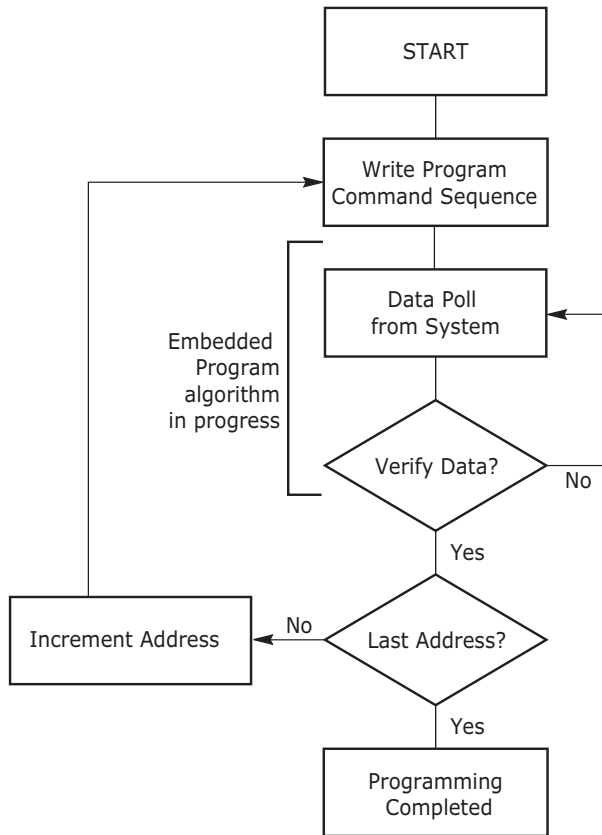 START
Write Program
Command Sequence
Data Poll
from System
Embedded
Program
algorithm
in progress
Verify Data?
No
Yes
Last Address?
No
Increment Address
Yes
Programming
Completed